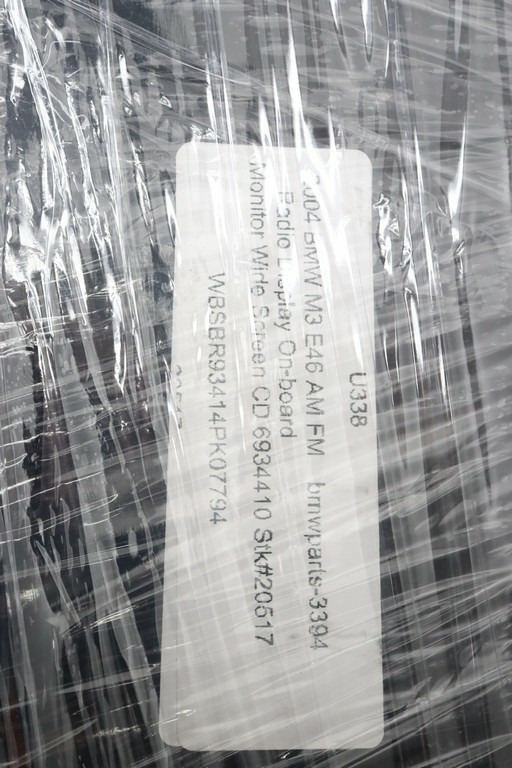 U338
2004 BMW M3 E46 AM FM bmwparts-3394
Radio Display On-board
Monitor Wide Screen CD 6934410 Stk#20517
WBSBR93414PK07794